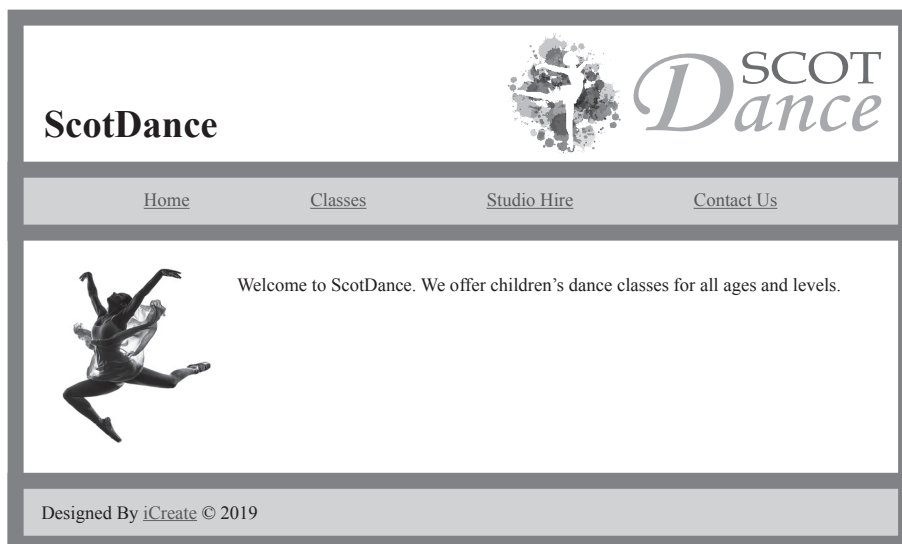 ScotDance
SCOT
Dance
Home Classes Studio Hire Contact Us
Welcome to ScotDance. We offer children’s dance classes for all ages and levels.
Designed By iCreate © 2019